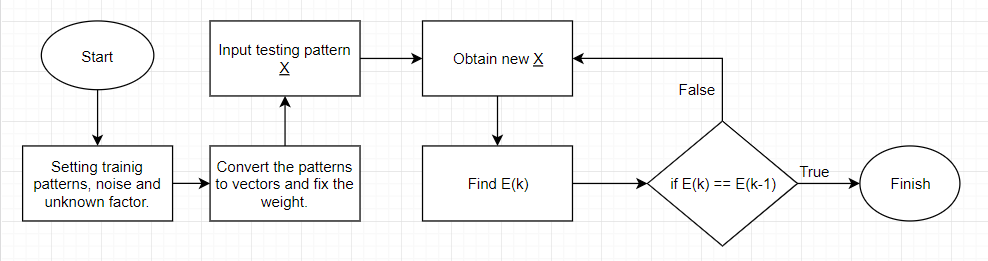 Start
Setting trainig
patterns, noise and
unknown factor.
Convert the patterns
to vectors and fix the
weight.
Input testing pattern
X
Obtain new X
Find E(k)
if E(k) == E(k-1)
False
True
Finish